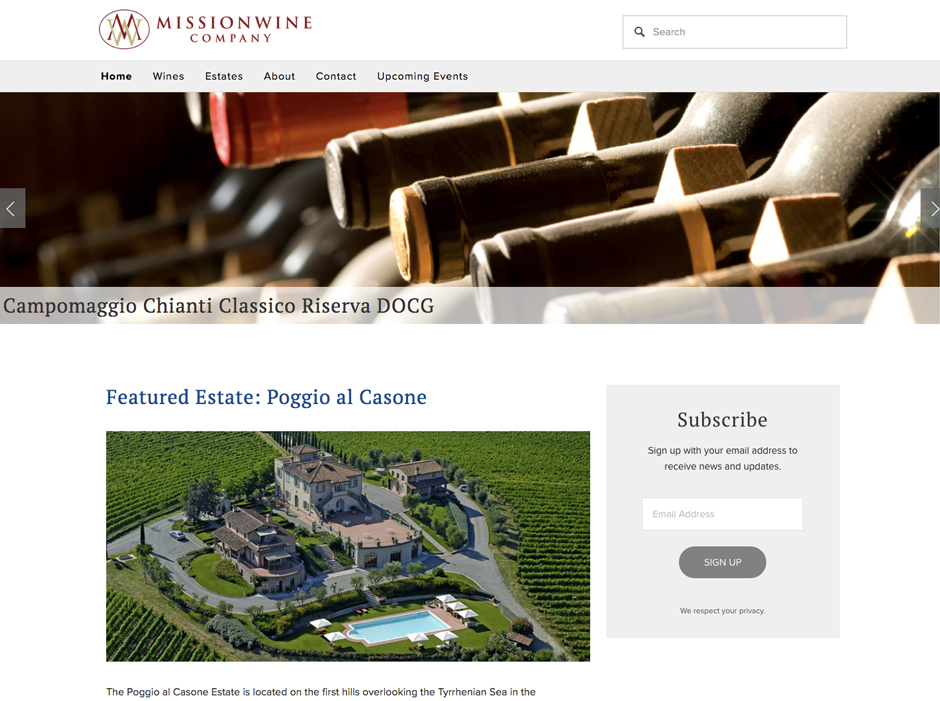 MISSIONWINE
COMPANY
Search
Home Wines Estates About Contact Upcoming Events
Campomaggio Chianti Classico Riserva DOCG
Featured Estate: Poggio al Casone
Subscribe
Sign up with your email address to
receive news and updates.
Email Address
SIGN UP
We respect your privacy.
The Poggio al Casone Estate is located on the first hills overlooking the Tyrrhenian Sea in the